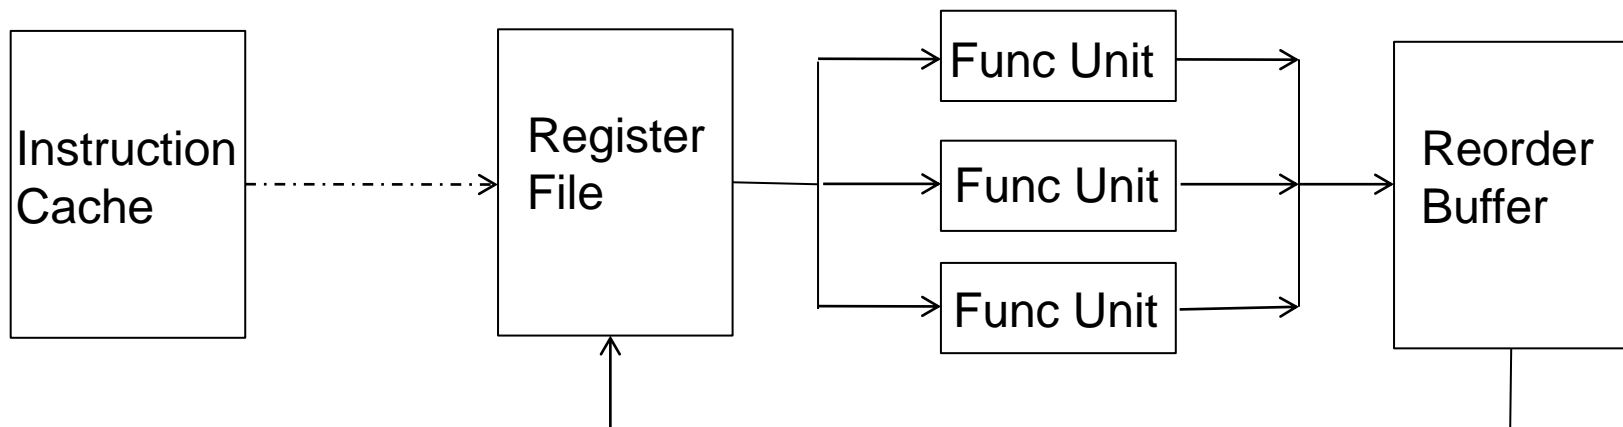 Instruction
Cache
Register
File
Func Unit
Func Unit
Func Unit
Reorder
Buffer